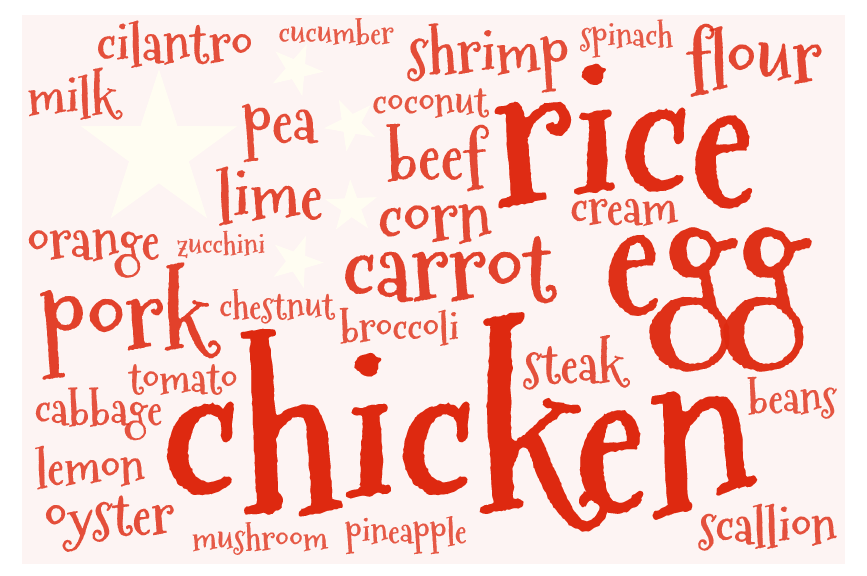 cilantro
cucumber
shrimp
spinach
flour
milk
pea
coconut
rice
beef
lime
corn
cream
orange
zucchini
carrot
egg
pork
chestnut
broccoli
chicken
steak
tomato
cabbage
beans
lemon
oyster
mushroom
pineapple
scallion